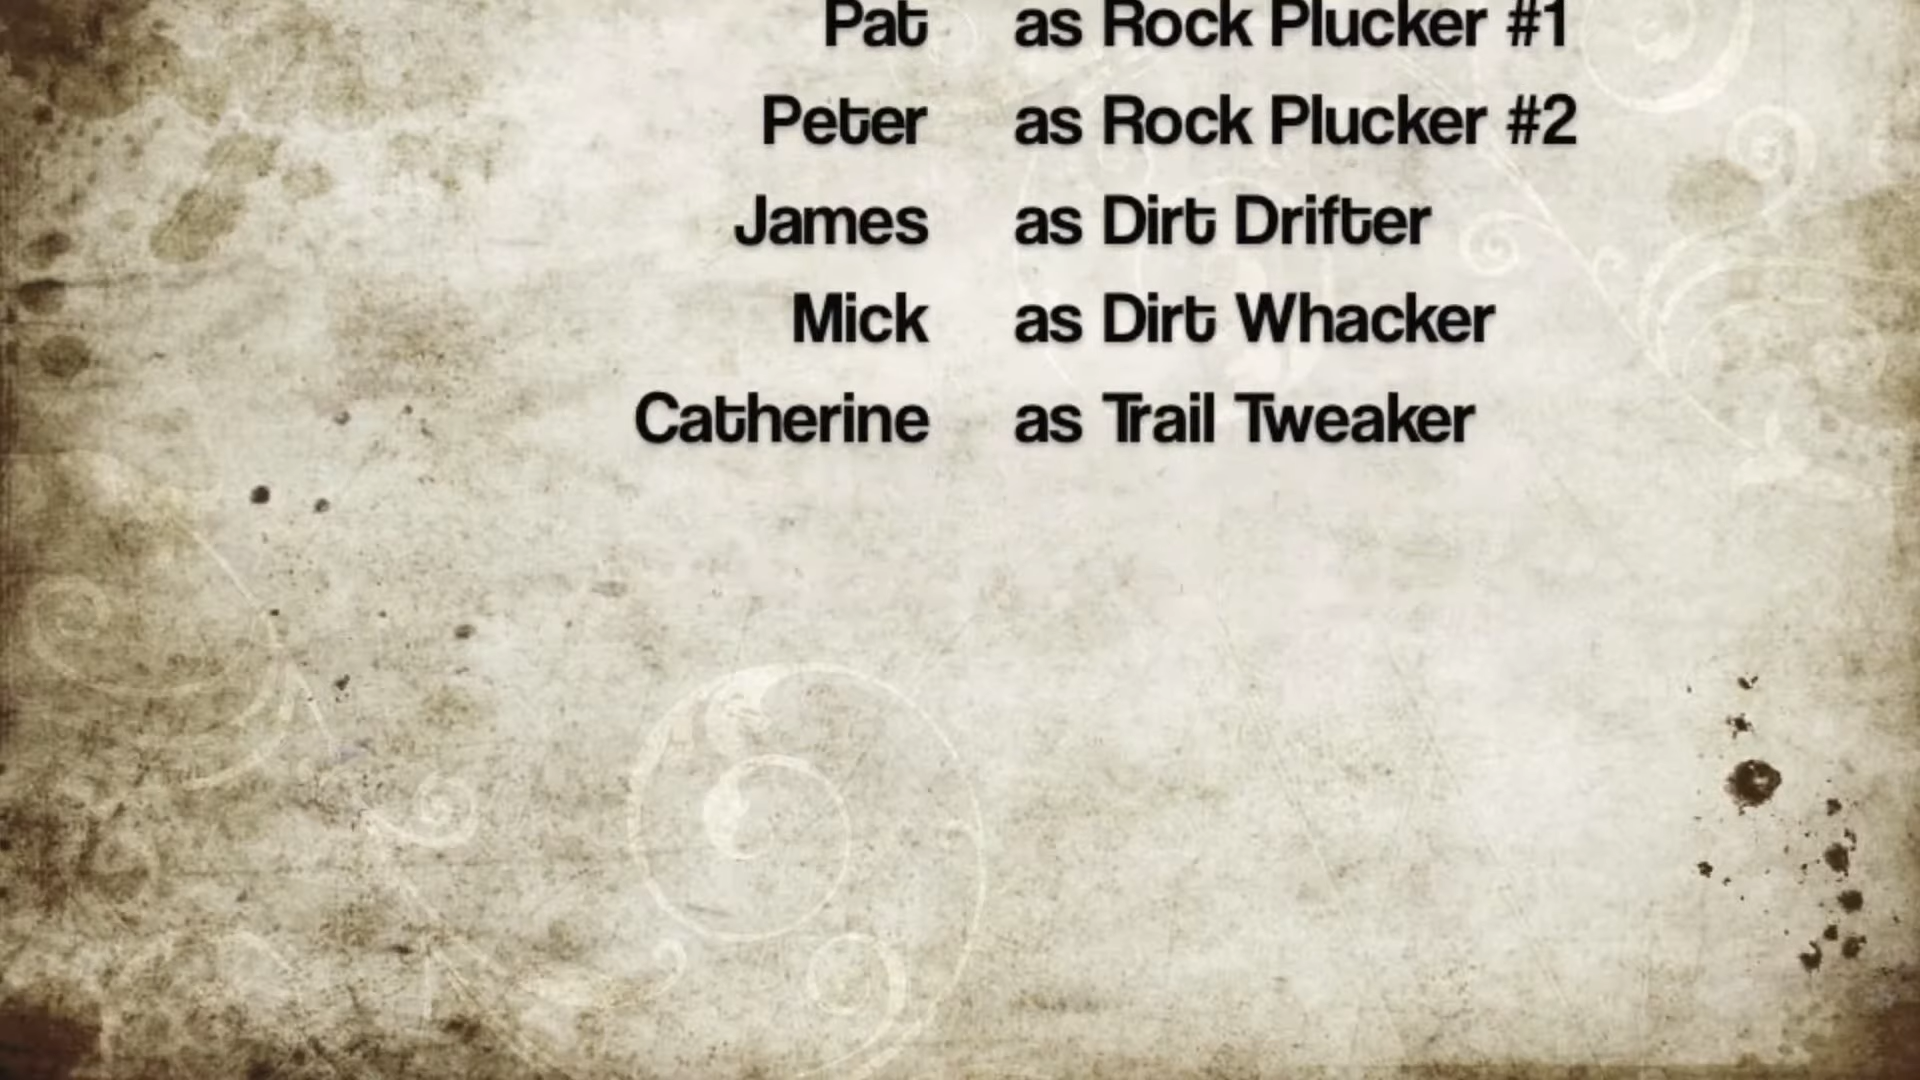 Pat as Rock Plucker #1
Peter as Rock Plucker #2
James as Dirt Drifter
Mick as Dirt Whacker
Catherine as Trail Tweaker